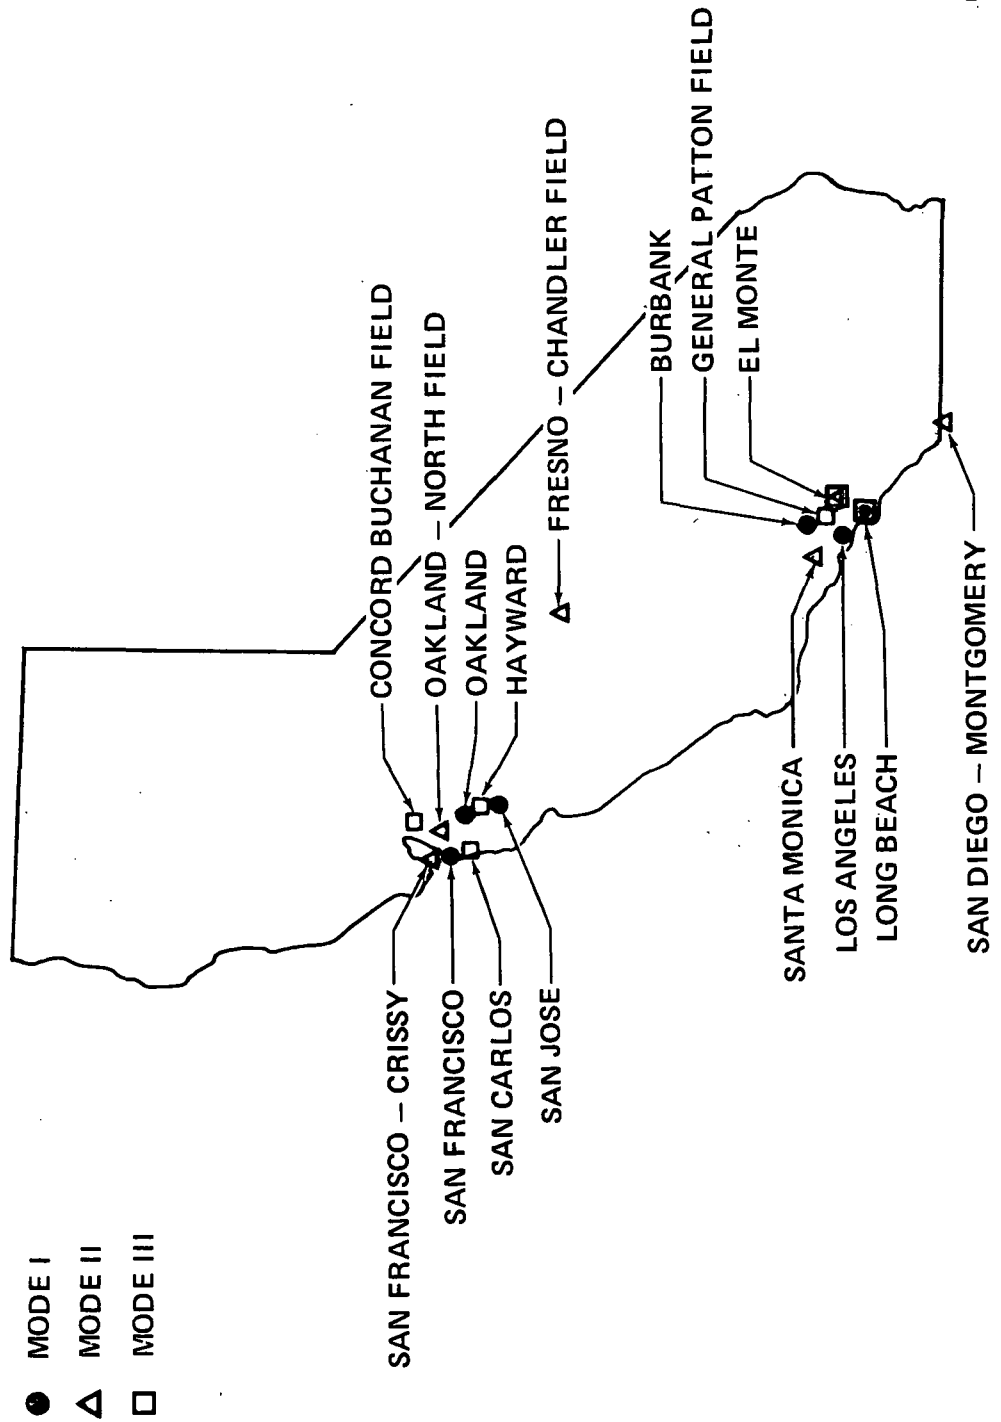 MODE I
MODE II
MODE III
CONCORD BUCHANAN FIELD
OAKLAND – NORTH FIELD
OAKLAND
HAYWARD
FRESNO – CHANDLER FIELD
BURBANK
GENERAL PATTON FIELD
EL MONTE
SAN FRANCISCO – CRISSY
SAN FRANCISCO
SAN CARLOS
SAN JOSE
SANTA MONICA
LOS ANGELES
LONG BEACH
SAN DIEGO – MONTGOMERY